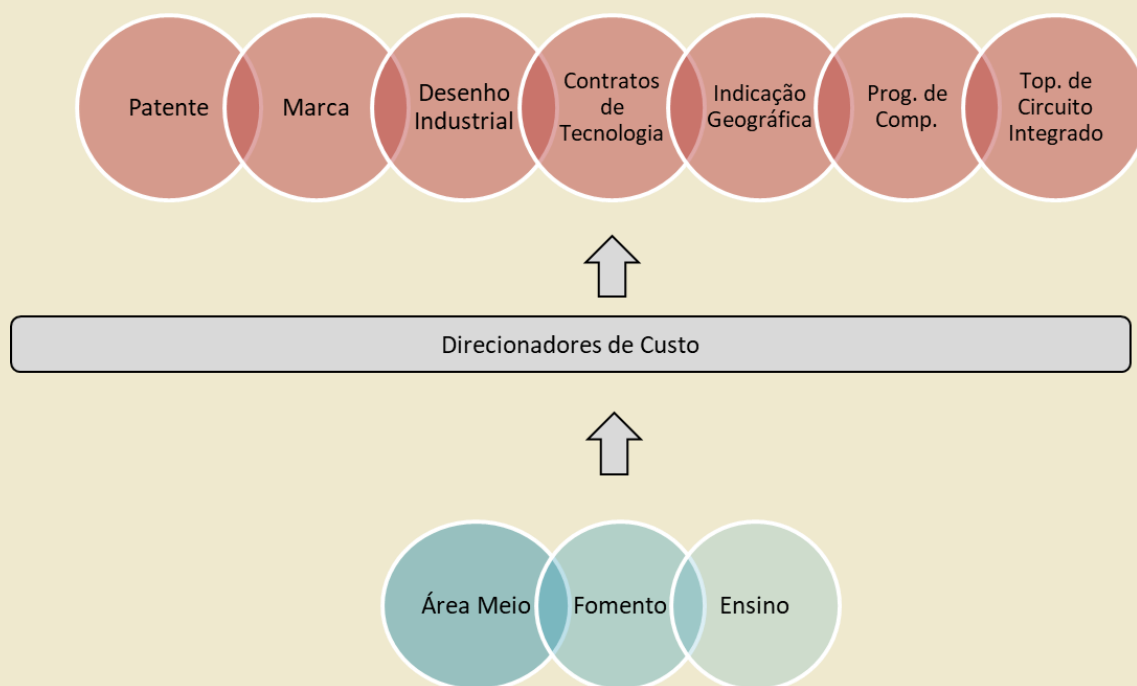 Patente
Marca
Desenho
Industrial
Contratos
de
Tecnologia
Indicação
Geográfica
Prog. de
Comp.
Top. de
Circuito
Integrado
Direcionadores de Custo
Área Meio
Fomento
Ensino